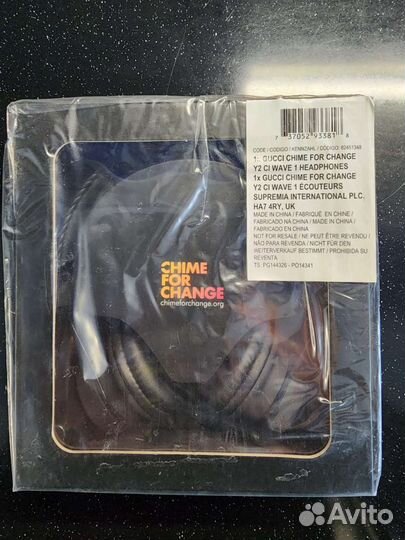 7 37052 93381 8
CODE / CODIGO / KENNZAHL / CÓDIGO: 82451348
1x GUCCI CHIME FOR CHANGE
Y2 CI WAVE 1 HEADPHONES
1x GUCCI CHIME FOR CHANGE
Y2 CI WAVE 1 ÉCOUTEURS
SUPREMIA INTERNATIONAL PLC,
HA7 4RY, UK
MADE IN CHINA / FABRIQUÉ EN CHINE /
FABRICADO NA CHINA / MADE IN CHINA /
FABRICADO EN CHINA
NOT FOR RESALE / NE PEUT ÊTRE REVENDU /
NÃO PARA REVENDA / NICHT FÜR DEN
WEITERVERKAUF BESTIMMT / PROHIBIDA SU
REVENTA
TS: PG144326 - PD14341
CHIME
FOR
CHANGE
chimeforchange.org
Avito